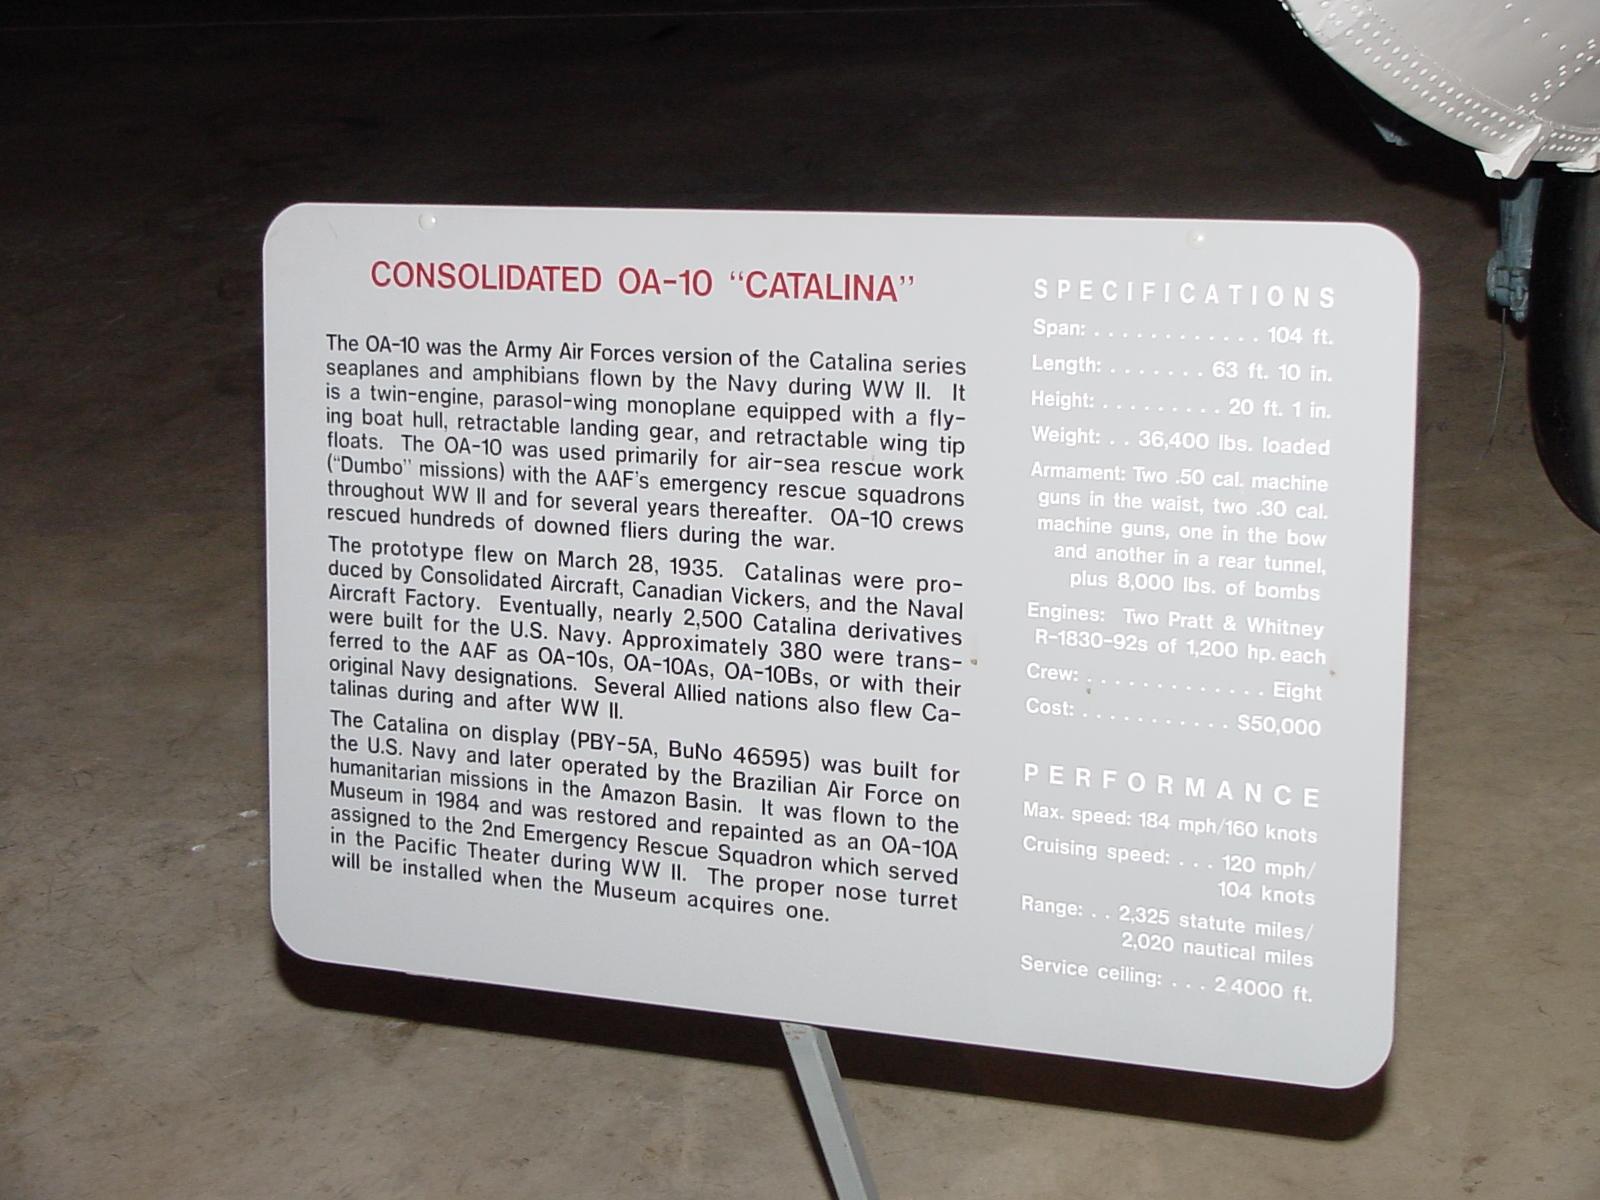 CONSOLIDATED OA-10 “CATALINA”
The OA-10 was the Army Air Forces version of the Catalina series
seaplanes and amphibians flown by the Navy during WW II. It
is a twin-engine, parasol-wing monoplane equipped with a fly-
ing boat hull, retractable landing gear, and retractable wing tip
floats. The OA-10 was used primarily for air-sea rescue work
(“Dumbo” missions) with the AAF's emergency rescue squadrons
throughout WW II and for several years thereafter. OA-10 crews
rescued hundreds of downed fliers during the war.
The prototype flew on March 28, 1935. Catalinas were pro-
duced by Consolidated Aircraft, Canadian Vickers, and the Naval
Aircraft Factory. Eventually, nearly 2,500 Catalina derivatives
were built for the U.S. Navy. Approximately 380 were trans-
ferred to the AAF as OA-10s, OA-10As, OA-10Bs, or with their
original Navy designations. Several Allied nations also flew Ca-
talinas during and after WW II.
The Catalina on display (PBY-5A, BuNo 46595) was built for
the U.S. Navy and later operated by the Brazilian Air Force on
humanitarian missions in the Amazon Basin. It was flown to the
Museum in 1984 and was restored and repainted as an OA-10A
assigned to the 2nd Emergency Rescue Squadron which served
in the Pacific Theater during WW II. The proper nose turret
will be installed when the Museum acquires one.
SPECIFICATIONS
Span: . . . . . . . . . . . . 104 ft.
Length: . . . . . . . 63 ft. 10 in.
Height: . . . . . . . . . 20 ft. 1 in.
Weight: . . 36,400 lbs. loaded
Armament: Two .50 cal. machine
guns in the waist, two .30 cal.
machine guns, one in the bow
and another in a rear tunnel,
plus 8,000 lbs. of bombs
Engines: Two Pratt & Whitney
R-1830-92s of 1,200 hp. each
Crew: . . . . . . . . . . . . . Eight
Cost: . . . . . . . . . . . $50,000
PERFORMANCE
Max. speed: 184 mph/160 knots
Cruising speed: . . . 120 mph/
104 knots
Range: . . 2,325 statute miles/
2,020 nautical miles
Service ceiling: . . . 24000 ft.